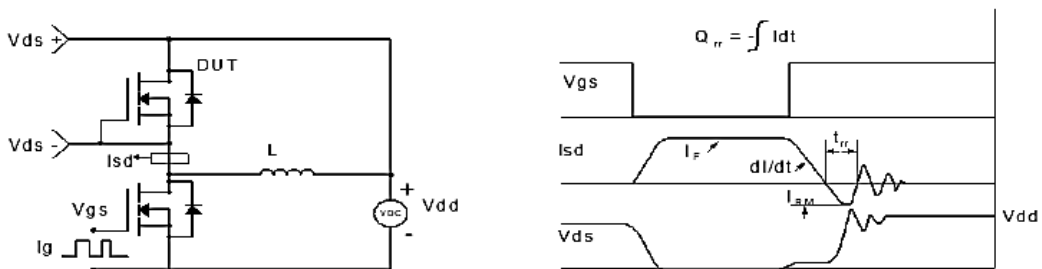 Vds +
DUT
Vds -
Isd
L
Vgs
Ig
VDC
+
-
Vdd
Q rr = -∫ Idt
Vgs
Isd
I F
dI/dt
t rr
I RM
Vdd
Vds